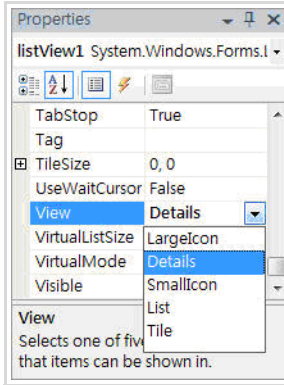 Properties
listView1 System.Windows.Forms.L
TabStop True
Tag
TileSize 0, 0
UseWaitCursor False
View Details
VirtualListSize LargeIcon
VirtualMode Details
Visible SmallIcon
List
Tile
View
Selects one of five
that items can be shown in.